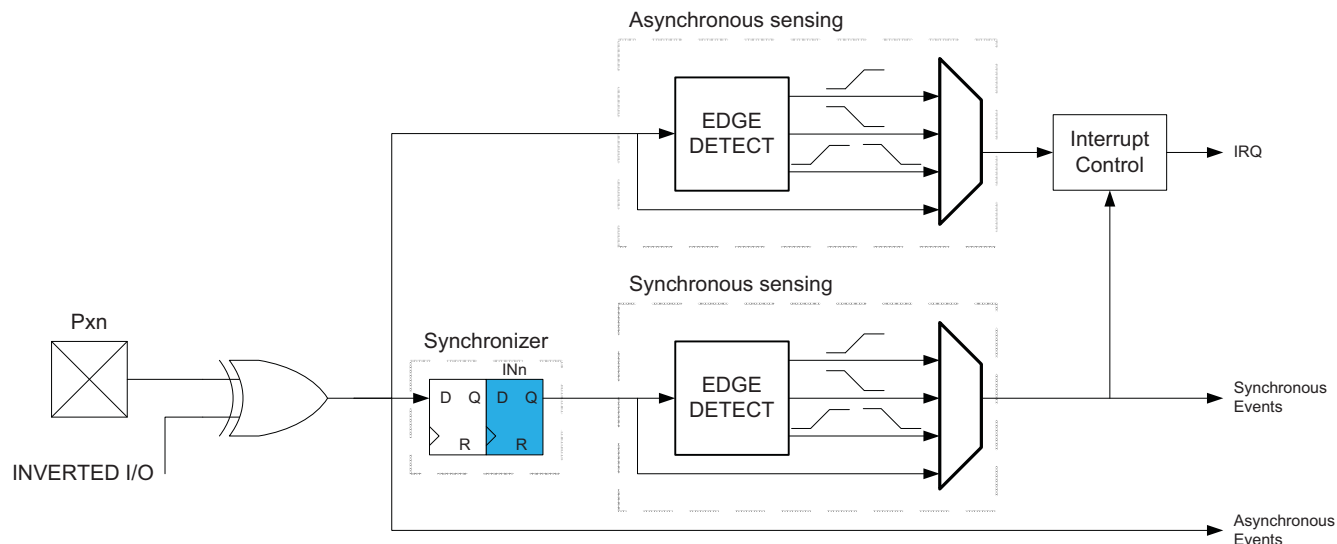 Asynchronous sensing
EDGE
DETECT
Interrupt
Control
IRQ
Synchronous sensing
Pxn
Synchronizer
INn
D Q D Q
R R
EDGE
DETECT
Synchronous
Events
INVERTED I/O
Asynchronous
Events